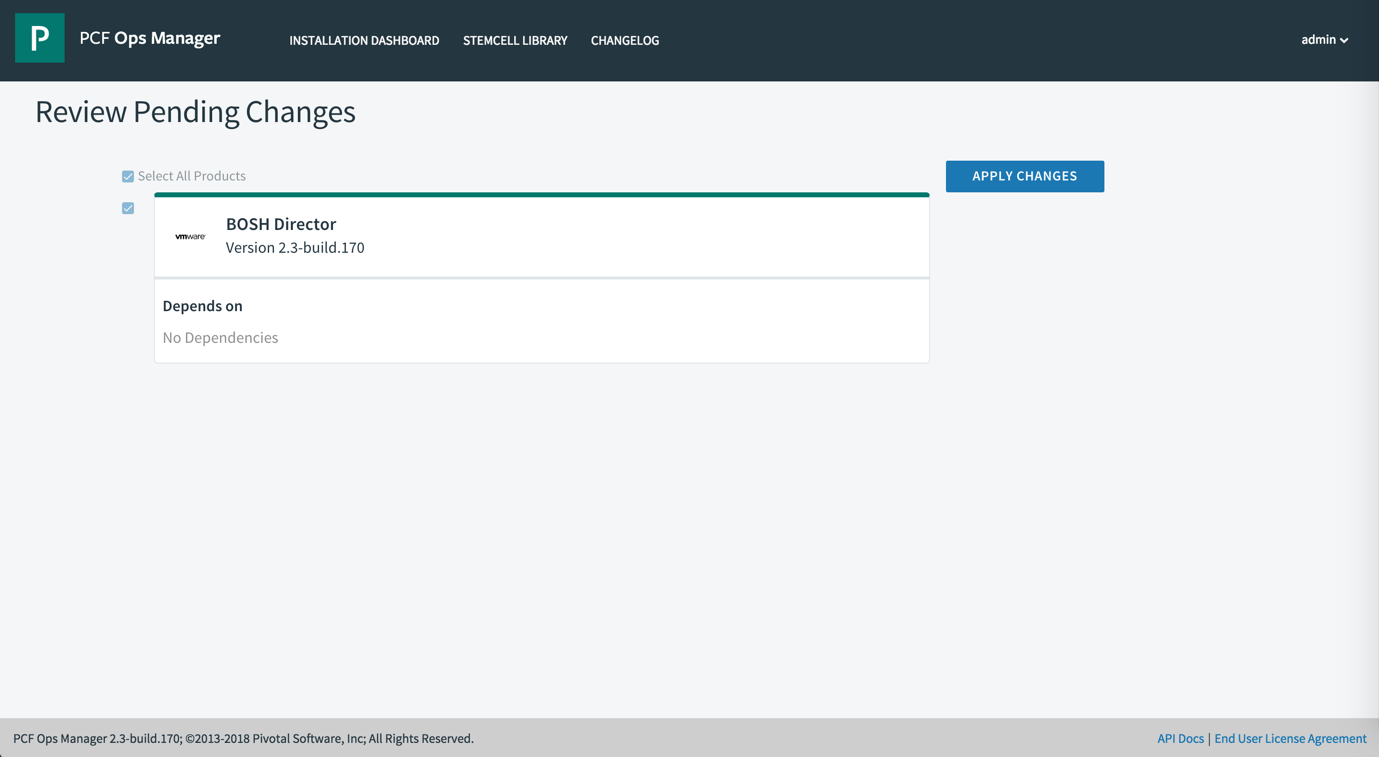 P
PCF Ops Manager
INSTALLATION DASHBOARD
STEMCELL LIBRARY
CHANGELOG
admin
Review Pending Changes
Select All Products
APPLY CHANGES
vmware
BOSH Director
Version 2.3-build.170
Depends on
No Dependencies
PCF Ops Manager 2.3-build.170; ©2013-2018 Pivotal Software, Inc; All Rights Reserved.
API Docs | End User License Agreement